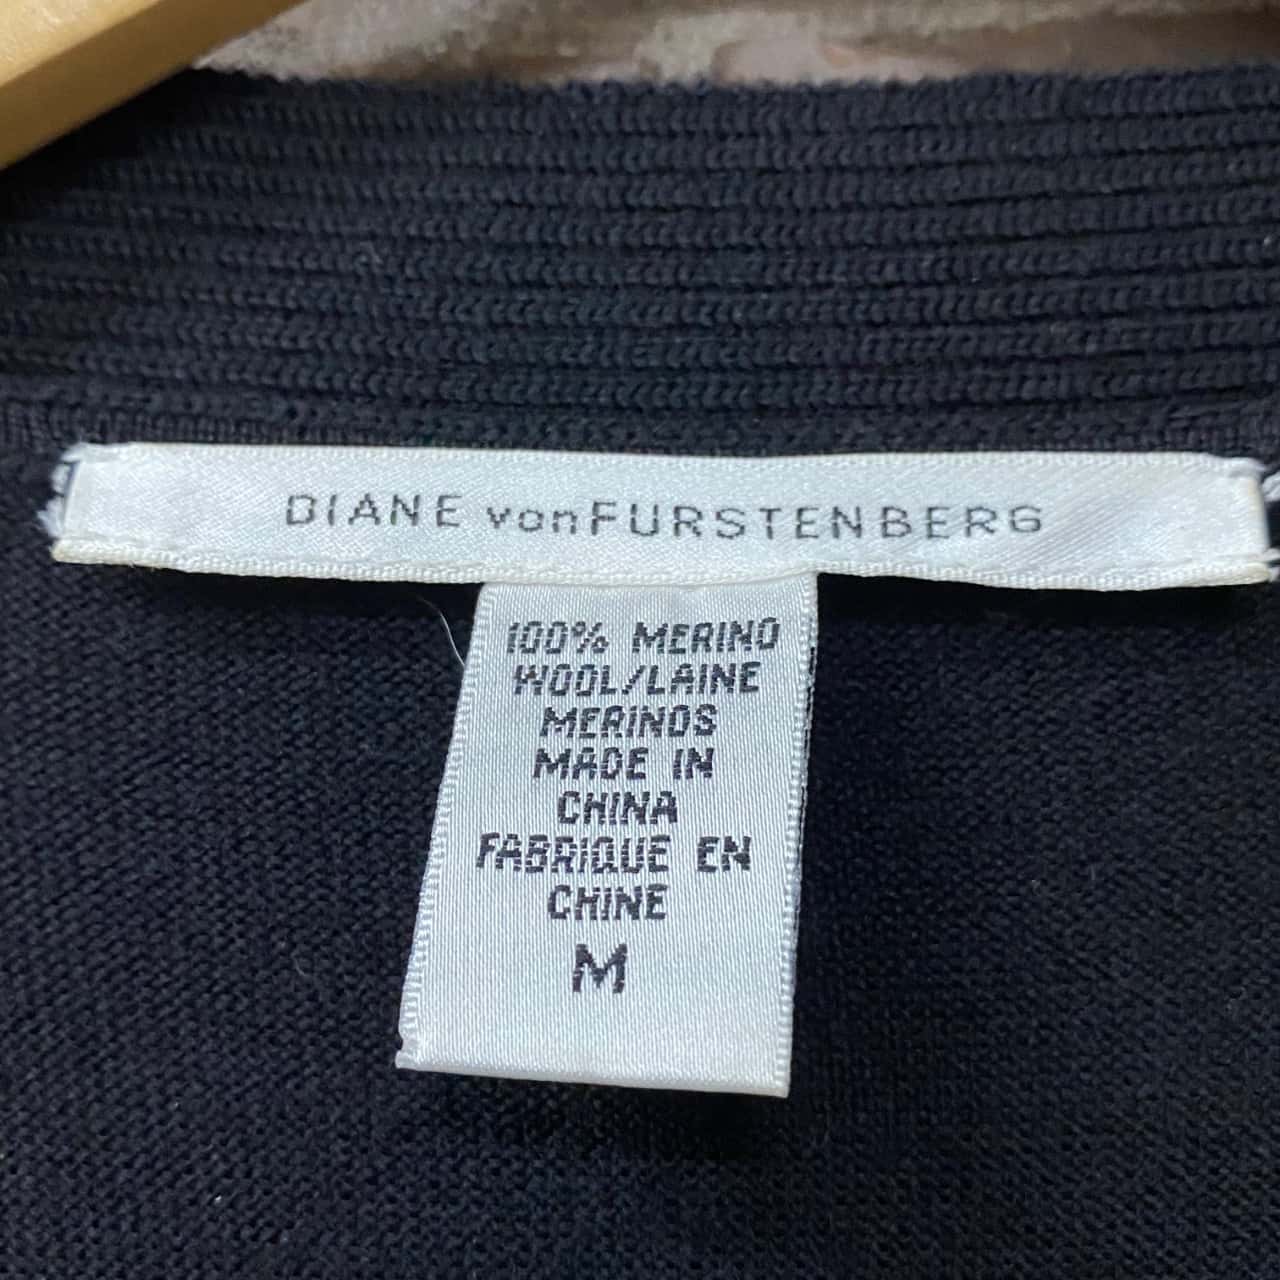 DIANE vonFURSTENBERG
100% MERINO
WOOL/LAINE
MERINOS
MADE IN
CHINA
FABRIQUE EN
CHINE
M